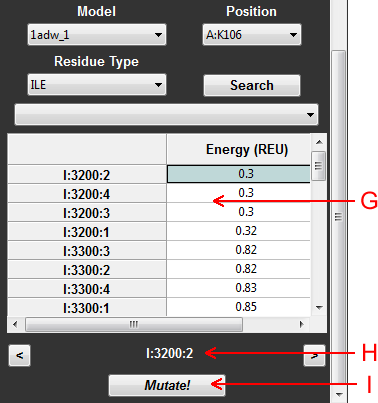 Model Position
1adw_1 A:K106
Residue Type
ILE Search
Energy (REU)
I:3200:2 0.3
I:3200:4 0.3
I:3200:3 0.3
I:3200:1 0.32
I:3300:3 0.82
I:3300:2 0.82
I:3300:4 0.83
I:3300:1 0.85
G
< I:3200:2 > H
Mutate! I